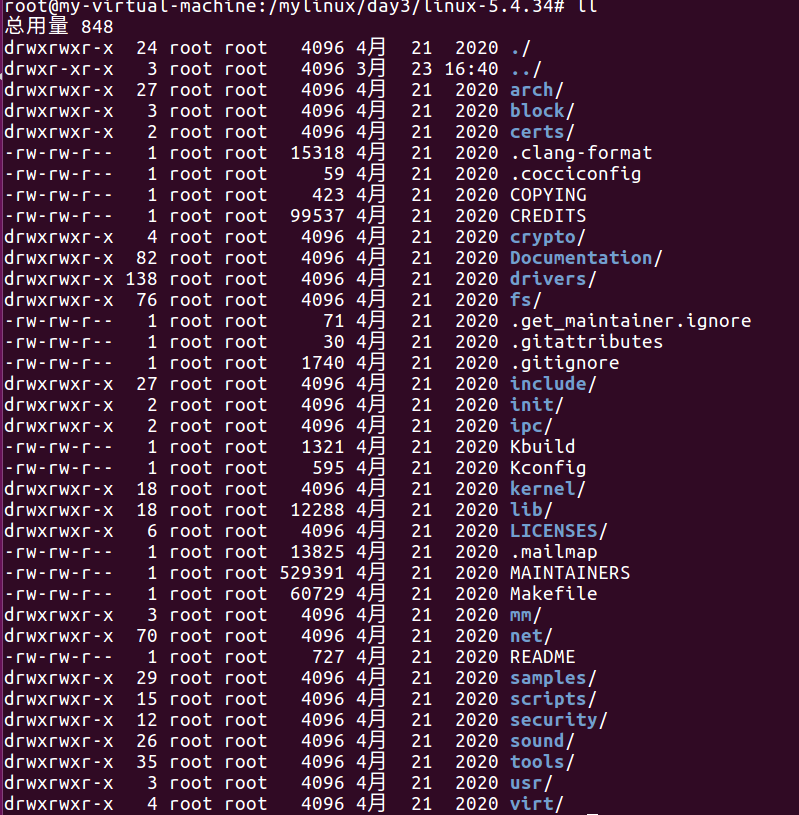 root@my-virtual-machine:/mylinux/day3/linux-5.4.34# ll
总用量 848
drwxrwxr-x  24 root root   4096 4月  21  2020 ./
drwxr-xr-x   3 root root   4096 3月  23 16:40 ../
drwxrwxr-x  27 root root   4096 4月  21  2020 arch/
drwxrwxr-x   3 root root   4096 4月  21  2020 block/
drwxrwxr-x   2 root root   4096 4月  21  2020 certs/
-rw-rw-r--   1 root root  15318 4月  21  2020 .clang-format
-rw-rw-r--   1 root root     59 4月  21  2020 .cocciconfig
-rw-rw-r--   1 root root    423 4月  21  2020 COPYING
-rw-rw-r--   1 root root  99537 4月  21  2020 CREDITS
drwxrwxr-x   4 root root   4096 4月  21  2020 crypto/
drwxrwxr-x  82 root root   4096 4月  21  2020 Documentation/
drwxrwxr-x 138 root root   4096 4月  21  2020 drivers/
drwxrwxr-x  76 root root   4096 4月  21  2020 fs/
-rw-rw-r--   1 root root     71 4月  21  2020 .get_maintainer.ignore
-rw-rw-r--   1 root root     30 4月  21  2020 .gitattributes
-rw-rw-r--   1 root root   1740 4月  21  2020 .gitignore
drwxrwxr-x  27 root root   4096 4月  21  2020 include/
drwxrwxr-x   2 root root   4096 4月  21  2020 init/
drwxrwxr-x   2 root root   4096 4月  21  2020 ipc/
-rw-rw-r--   1 root root   1321 4月  21  2020 Kbuild
-rw-rw-r--   1 root root    595 4月  21  2020 Kconfig
drwxrwxr-x  18 root root   4096 4月  21  2020 kernel/
drwxrwxr-x  18 root root  12288 4月  21  2020 lib/
drwxrwxr-x   6 root root   4096 4月  21  2020 LICENSES/
-rw-rw-r--   1 root root  13825 4月  21  2020 .mailmap
-rw-rw-r--   1 root root 529391 4月  21  2020 MAINTAINERS
-rw-rw-r--   1 root root  60729 4月  21  2020 Makefile
drwxrwxr-x   3 root root   4096 4月  21  2020 mm/
drwxrwxr-x  70 root root   4096 4月  21  2020 net/
-rw-rw-r--   1 root root    727 4月  21  2020 README
drwxrwxr-x  29 root root   4096 4月  21  2020 samples/
drwxrwxr-x  15 root root   4096 4月  21  2020 scripts/
drwxrwxr-x  12 root root   4096 4月  21  2020 security/
drwxrwxr-x  26 root root   4096 4月  21  2020 sound/
drwxrwxr-x  35 root root   4096 4月  21  2020 tools/
drwxrwxr-x   3 root root   4096 4月  21  2020 usr/
drwxrwxr-x   4 root root   4096 4月  21  2020 virt/